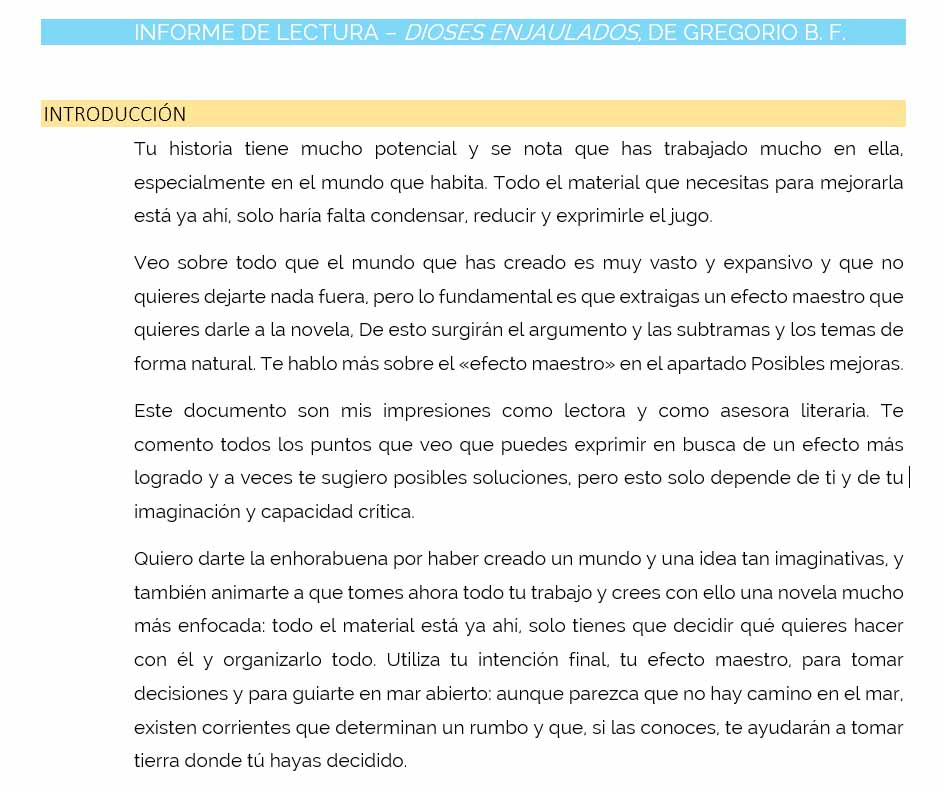 INFORME DE LECTURA – DIOSES ENJAULADOS, DE GREGORIO B. F.
INTRODUCCIÓN
Tu historia tiene mucho potencial y se nota que has trabajado mucho en ella,
especialmente en el mundo que habita. Todo el material que necesitas para mejorarla
está ya ahí, solo haría falta condensar, reducir y exprimirle el jugo.
Veo sobre todo que el mundo que has creado es muy vasto y expansivo y que no
quieres dejarte nada fuera, pero lo fundamental es que extraigas un efecto maestro que
quieres darle a la novela, De esto surgirán el argumento y las subtramas y los temas de
forma natural. Te hablo más sobre el «efecto maestro» en el apartado Posibles mejoras.
Este documento son mis impresiones como lectora y como asesora literaria. Te
comento todos los puntos que veo que puedes exprimir en busca de un efecto más
logrado y a veces te sugiero posibles soluciones, pero esto solo depende de ti y de tu
imaginación y capacidad crítica.
Quiero darte la enhorabuena por haber creado un mundo y una idea tan imaginativas, y
también animarte a que tomes ahora todo tu trabajo y crees con ello una novela mucho
más enfocada: todo el material está ya ahí, solo tienes que decidir qué quieres hacer
con él y organizarlo todo. Utiliza tu intención final, tu efecto maestro, para tomar
decisiones y para guiarte en mar abierto: aunque parezca que no hay camino en el mar,
existen corrientes que determinan un rumbo y que, si las conoces, te ayudarán a tomar
tierra donde tú hayas decidido.